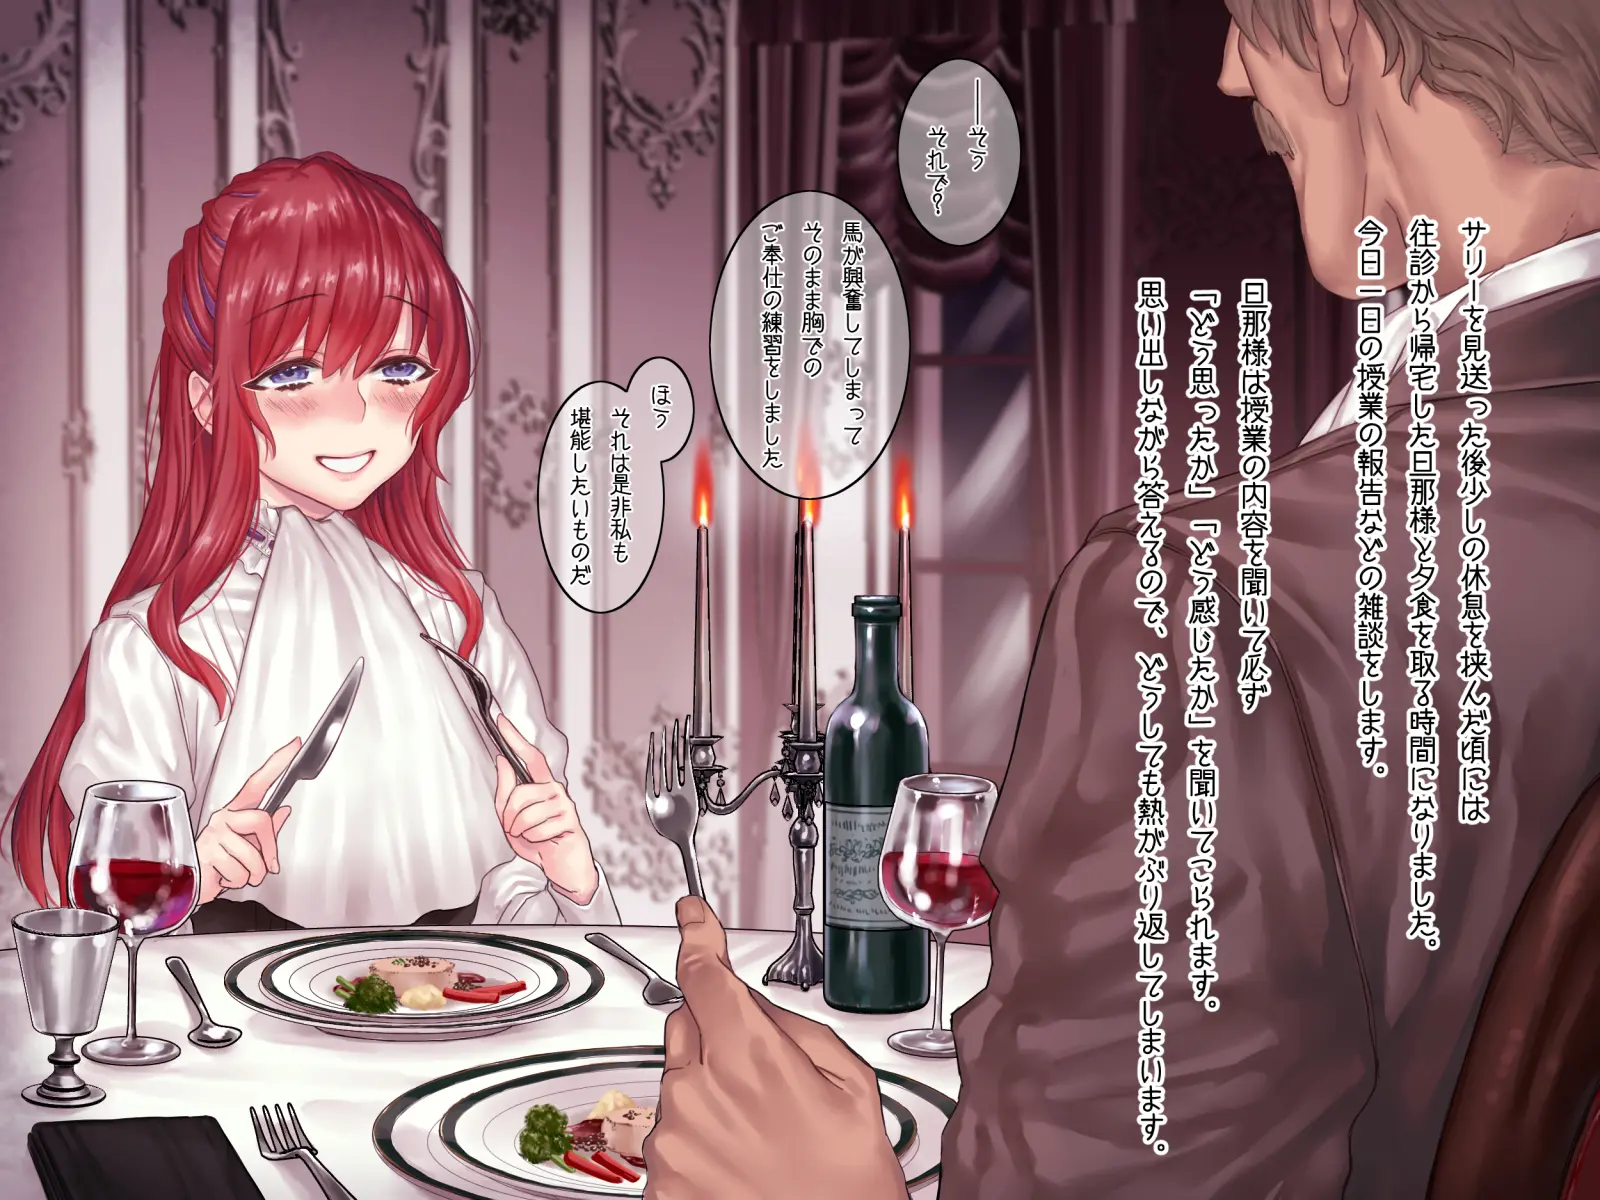 サリーを見送った後少しの休息を挟んだ頃には
往診から帰宅した旦那様と夕食を取る時間になりました。
今日一日の授業の報告などの雑談をします。
旦那様は授業の内容を聞いて必ず
「どう思ったか」「どう感じたか」を聞いてこられます。
思い出しながら答えるので、どうしても熱がぶり返してしまいます。
――そう
それで?
馬が興奮してしまって
そのまま胸での
ご奉仕の練習をしました
ほう
それは是非私も
堪能したいものだ